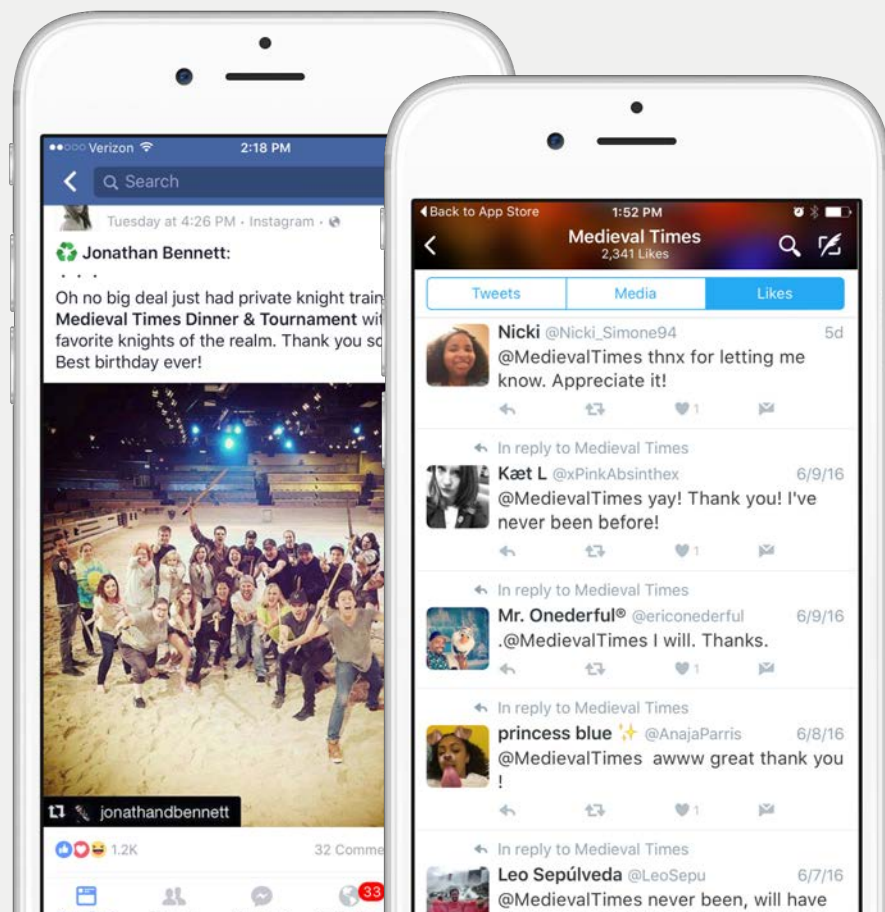 Verizon
2:18 PM
Search
Tuesday at 4:26 PM · Instagram ·
Jonathan Bennett:
. . .
Oh no big deal just had private knight train
Medieval Times Dinner & Tournament wit
favorite knights of the realm. Thank you so
Best birthday ever!
jonathandbennett
1.2K
32 Comme
33
Back to App Store
1:52 PM
Medieval Times
2,341 Likes
Tweets
Media
Likes
Nicki @Nicki_Simone94 5d
@MedievalTimes thnx for letting me
know. Appreciate it!
1
In reply to Medieval Times
Kæt L @xPinkAbsinthex 6/9/16
@MedievalTimes yay! Thank you! I've
never been before!
1
In reply to Medieval Times
Mr. Onederful® @ericonederful 6/9/16
.@MedievalTimes I will. Thanks.
1
In reply to Medieval Times
princess blue ✨ @AnajaParris 6/8/16
@MedievalTimes awww great thank you
!
1
In reply to Medieval Times
Leo Sepúlveda @LeoSepu 6/7/16
@MedievalTimes never been, will have